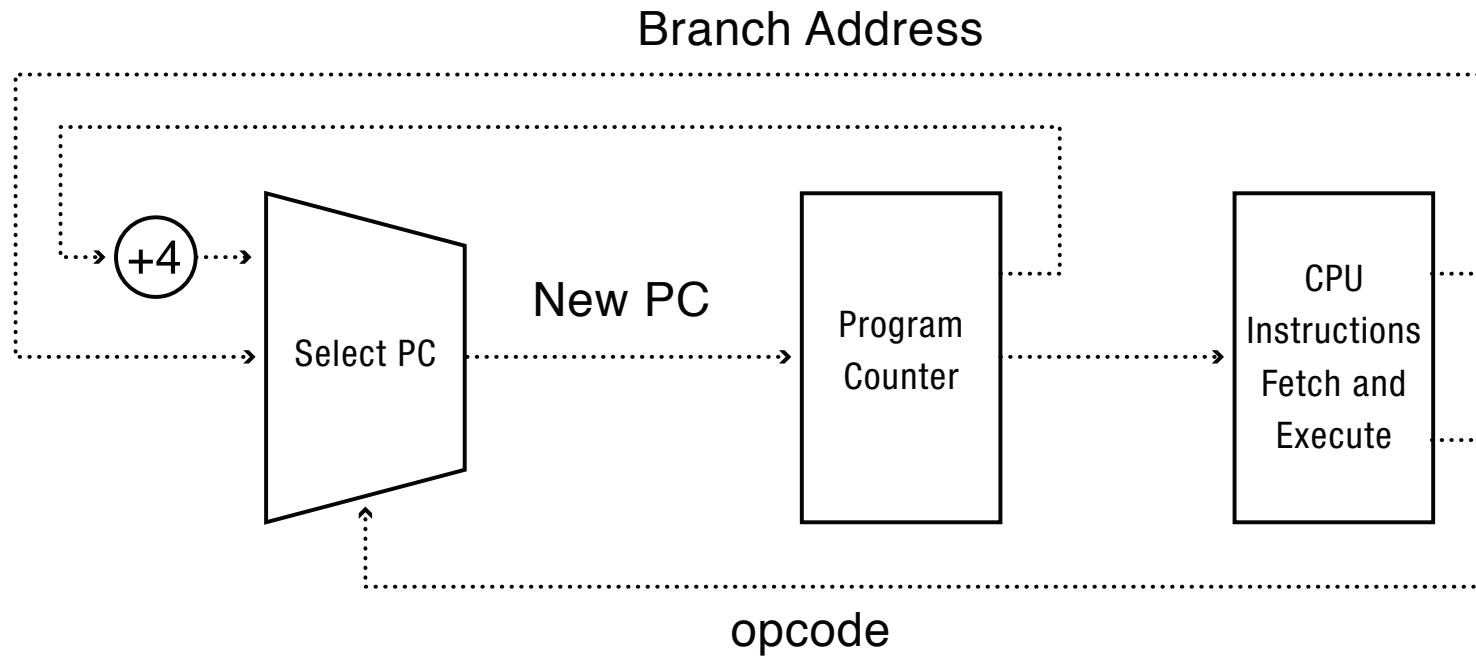 Branch Address
+4
Select PC
New PC
Program
Counter
CPU
Instructions
Fetch and
Execute
opcode